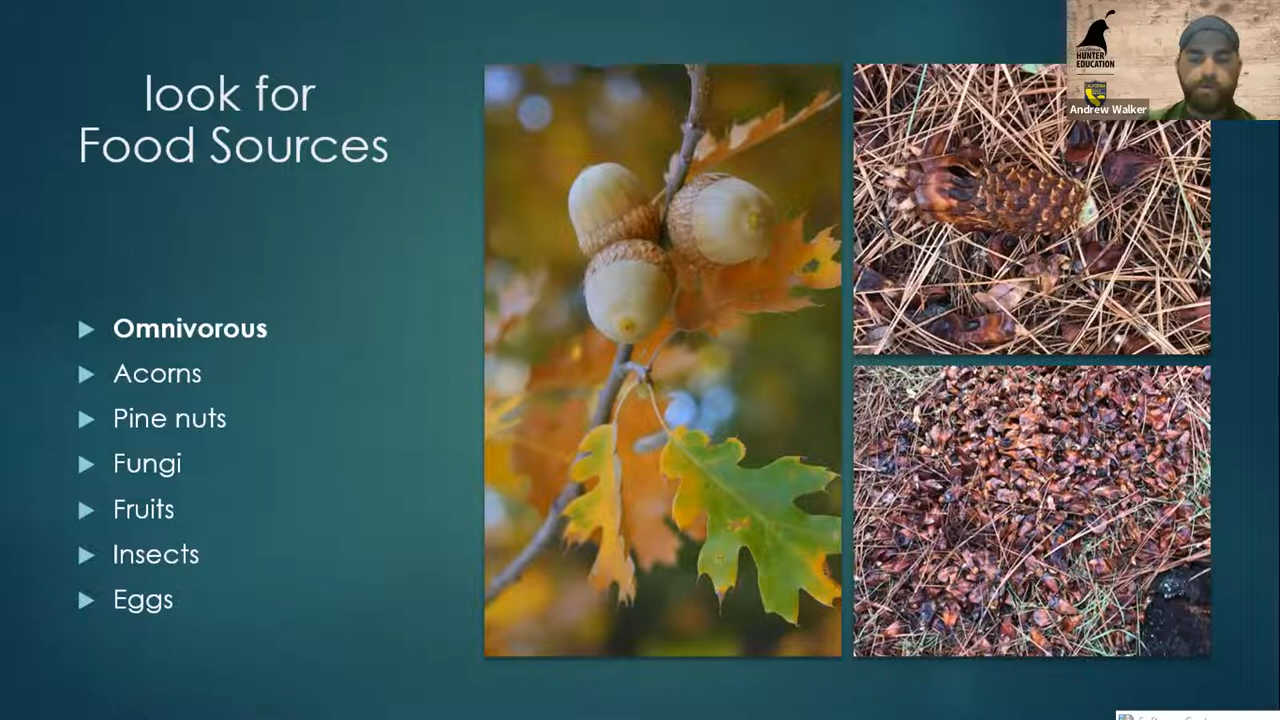 look for
Food Sources
Omnivorous
Acorns
Pine nuts
Fungi
Fruits
Insects
Eggs
HUNTER
EDUCATION
Andrew Walker